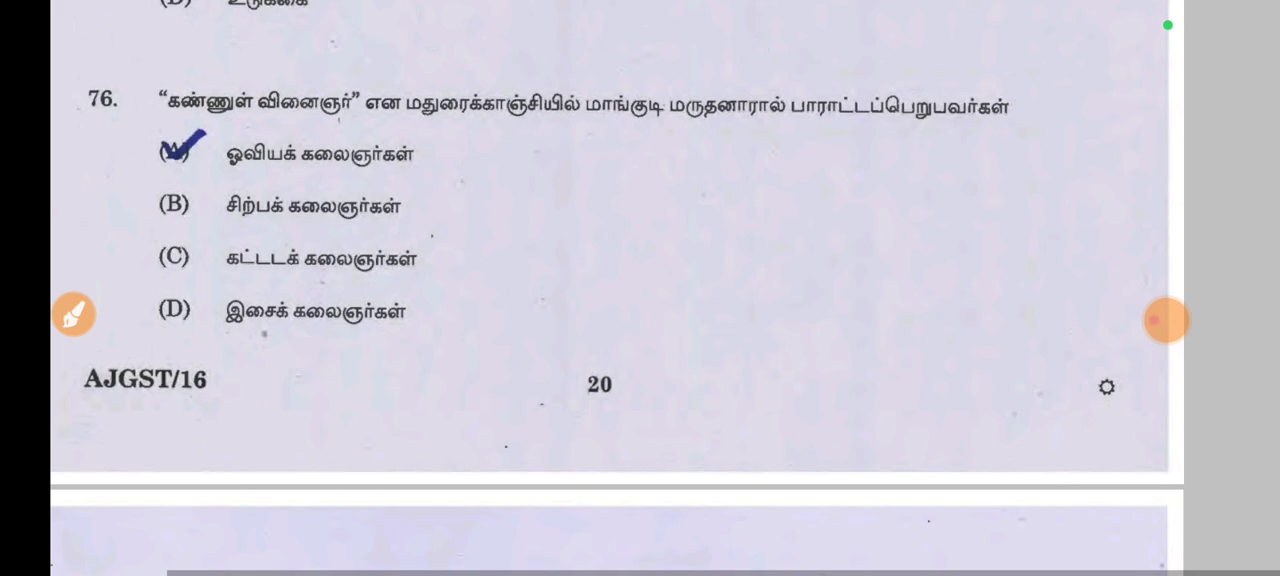 76. “கண்ணுள் வினைஞர்” என மதுரைக்காஞ்சியில் மாங்குடி மருதனாரால் பாராட்டப்பெறுபவர்கள்
(A) ஓவியக் கலைஞர்கள்
(B) சிற்பக் கலைஞர்கள்
(C) கட்டடக் கலைஞர்கள்
(D) இசைக் கலைஞர்கள்
AJGST/16 20